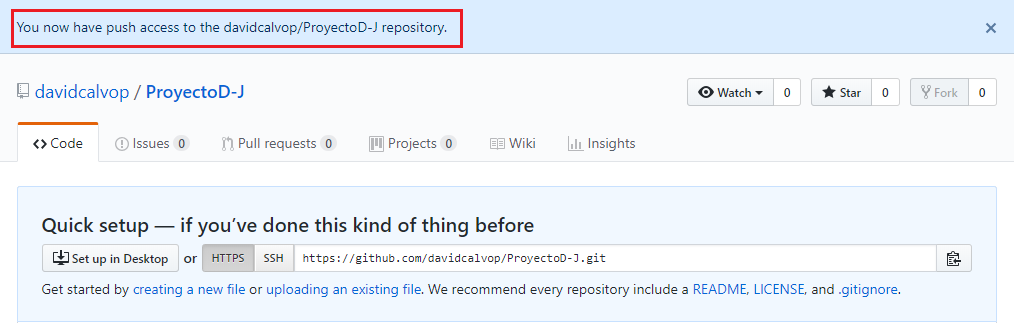 You now have push access to the davidcalvop/ProyectoD-J repository.
davidcalvop / ProyectoD-J
Watch 0 Star 0 Fork 0
Code Issues 0 Pull requests 0 Projects 0 Wiki Insights
Quick setup — if you’ve done this kind of thing before
Set up in Desktop or HTTPS SSH https://github.com/davidcalvop/ProyectoD-J.git
Get started by creating a new file or uploading an existing file. We recommend every repository include a README, LICENSE, and .gitignore.